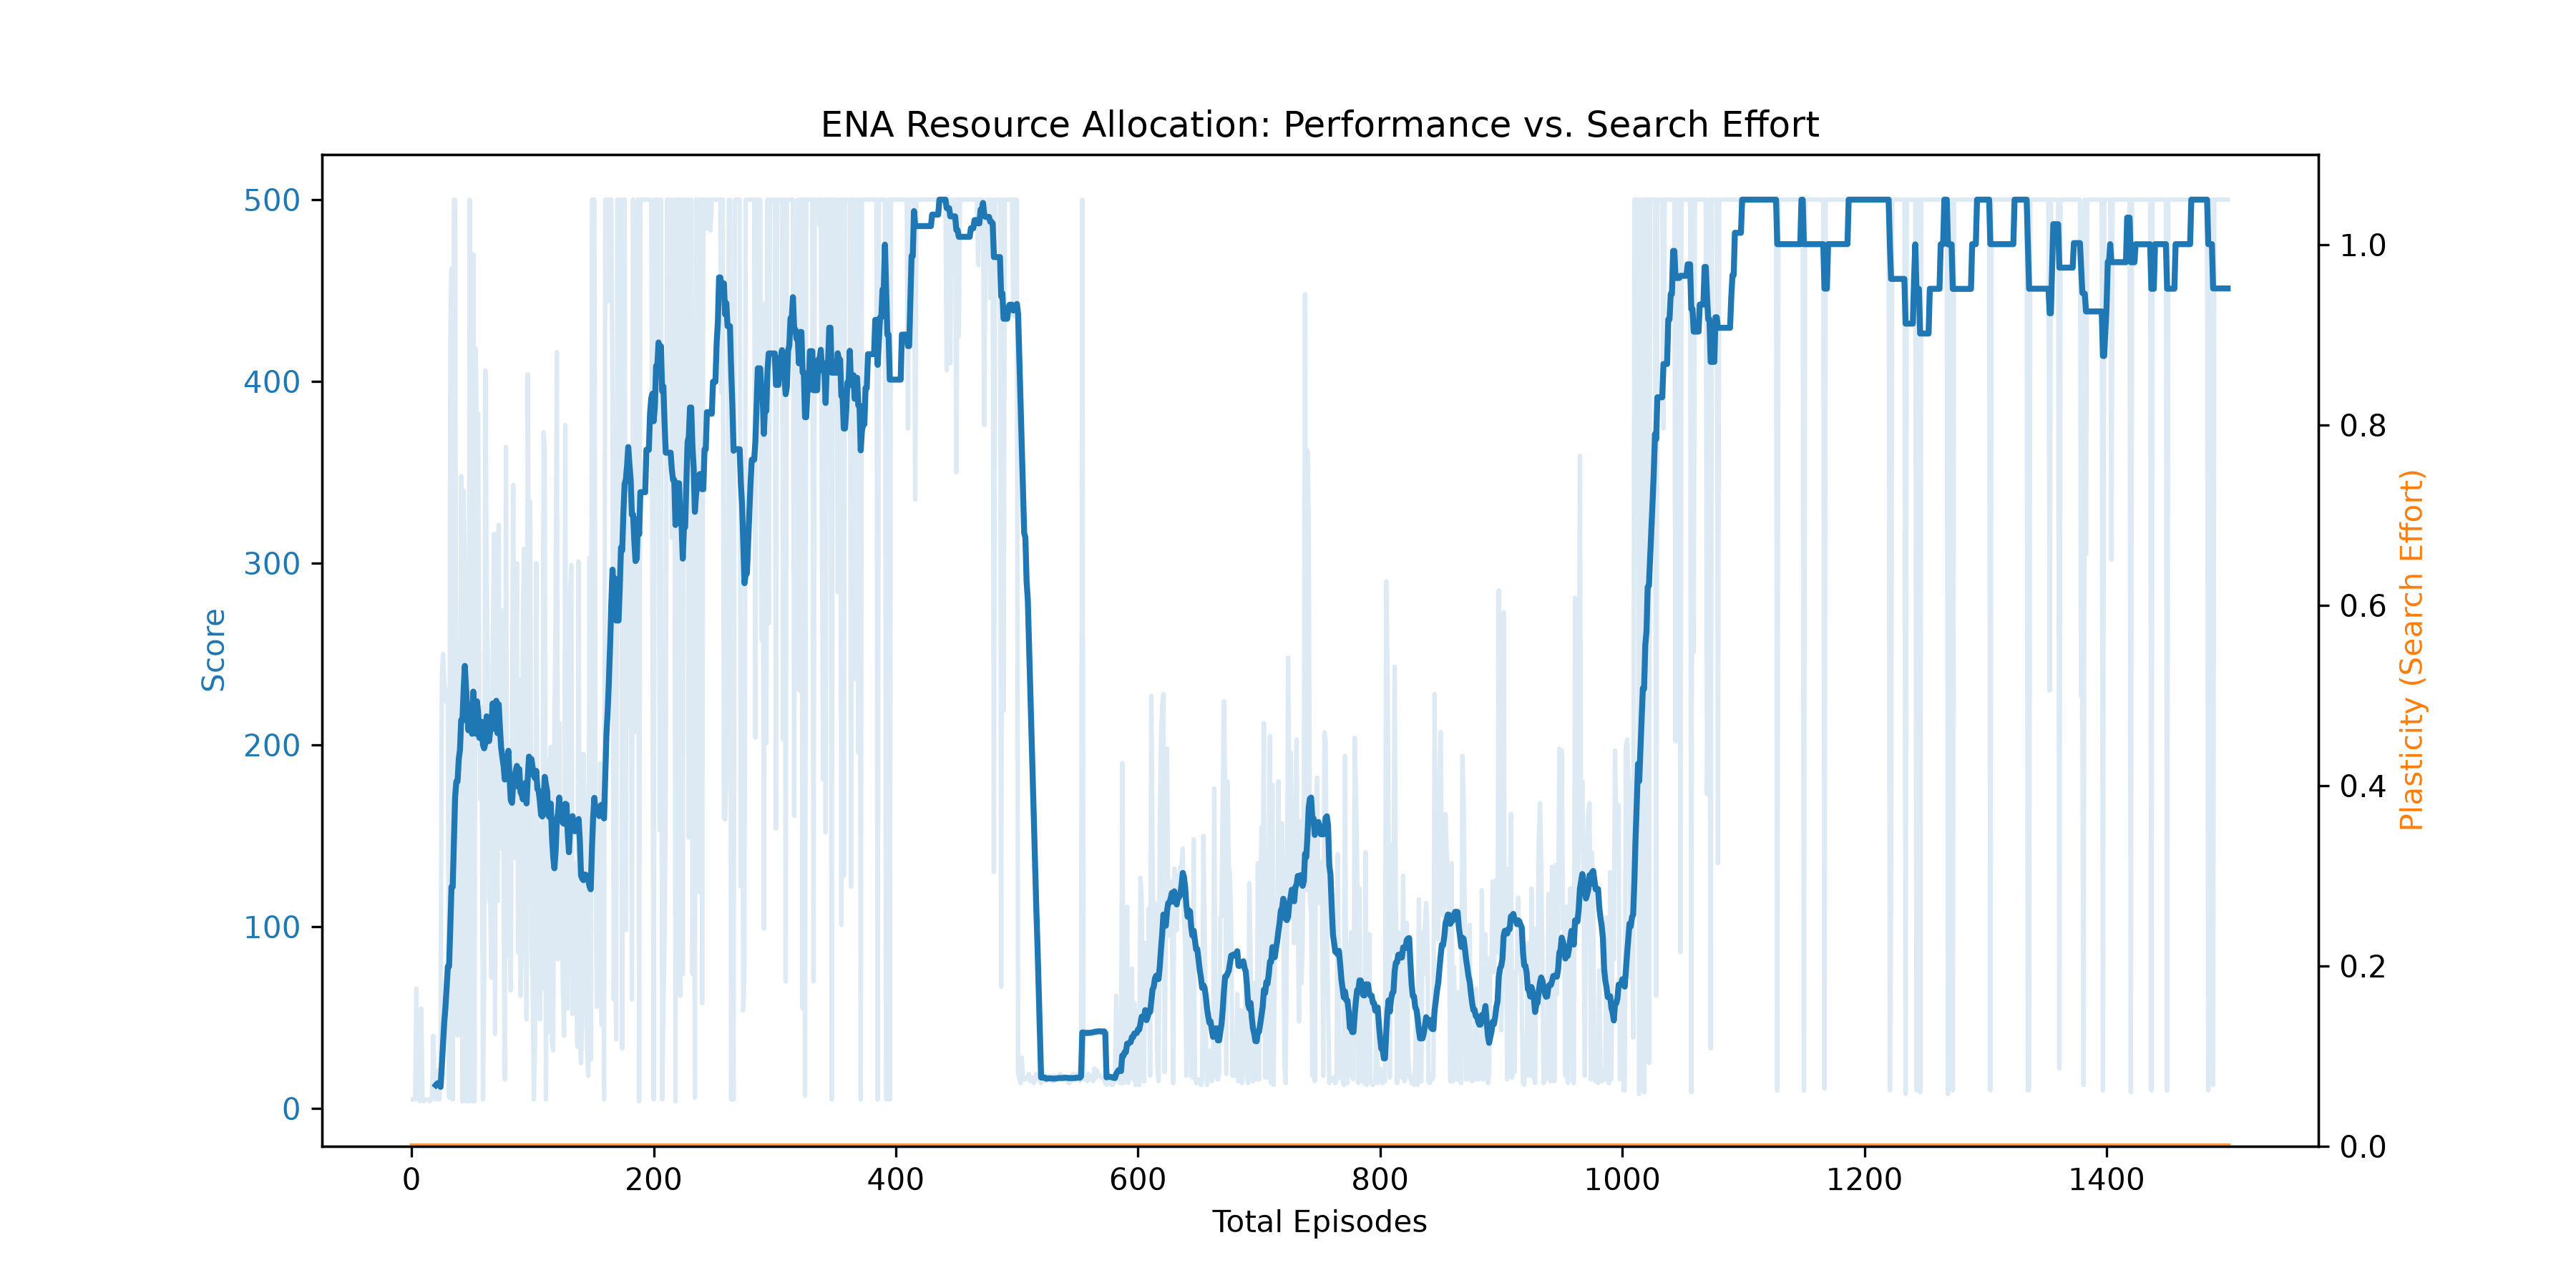 ENA Resource Allocation: Performance vs. Search Effort
Score
500
400
300
200
100
0
1.0
0.8
0.6
0.4
0.2
0.0
Plasticity (Search Effort)
0 200 400 600 800 1000 1200 1400
Total Episodes